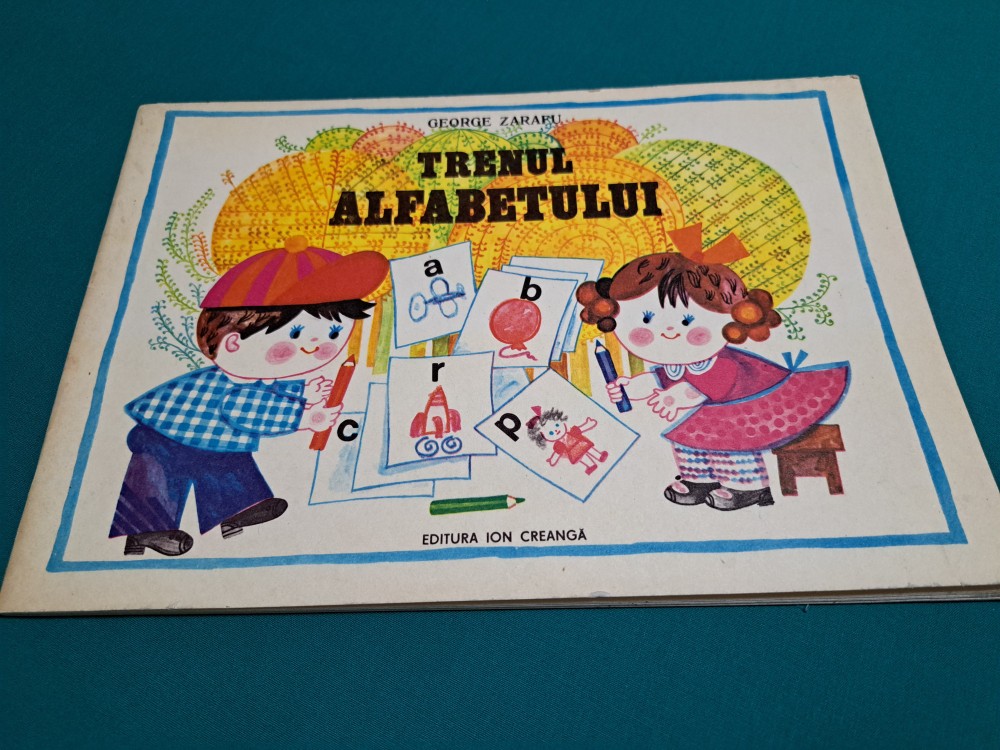 GEORGE ZARAFU
TRENUL
ALFABETULUI
a
b
r
c
p
EDITURA ION CREANGĂ